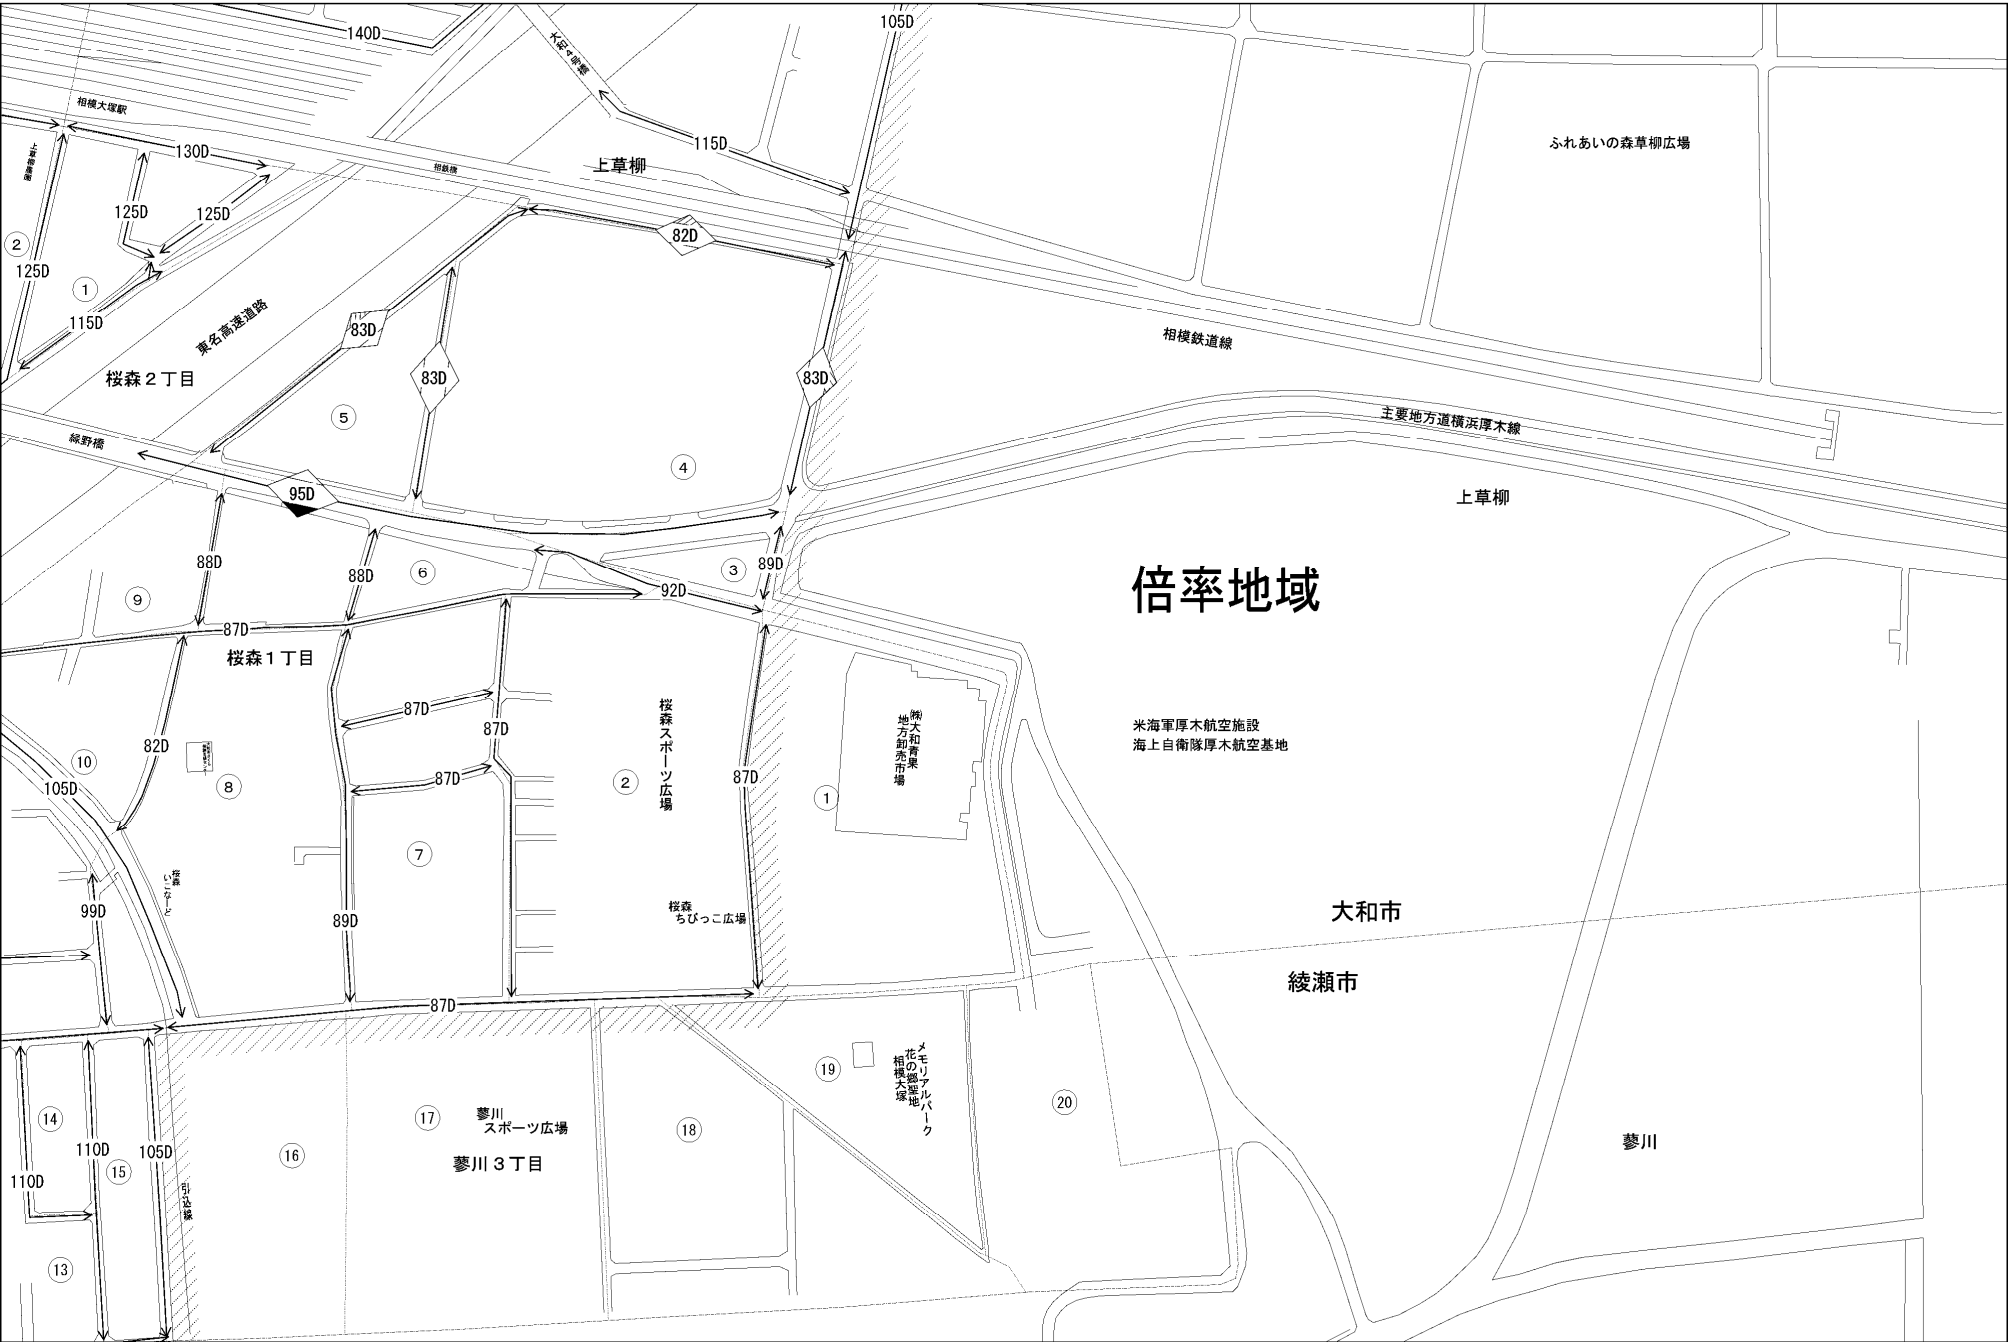 140D
105D
大和4号橋
相模大塚駅
130D
115D
上草柳
相鉄橋
ふれあいの森草柳広場
125D
125D
2
125D
82D
1
115D
83D
東名高速道路
相模鉄道線
桜森2丁目
83D
83D
5
主要地方道横浜厚木線
緑野橋
4
95D
上草柳
88D
88D
6
3
89D
倍率地域
9
92D
87D
桜森1丁目
87D
桜森スポーツ広場
㈱大和青果
地方卸売市場
米海軍厚木航空施設
海上自衛隊厚木航空基地
87D
82D
10
105D
8
87D
2
87D
1
7
桜森
いこなーど
99D
89D
桜森
ちびっこ広場
大和市
綾瀬市
87D
19
メモリアルパーク
花の郷聖地
相模大塚
14
17
蓼川
スポーツ広場
18
20
110D
105D
16
蓼川3丁目
蓼川
15
110D
引込線
13